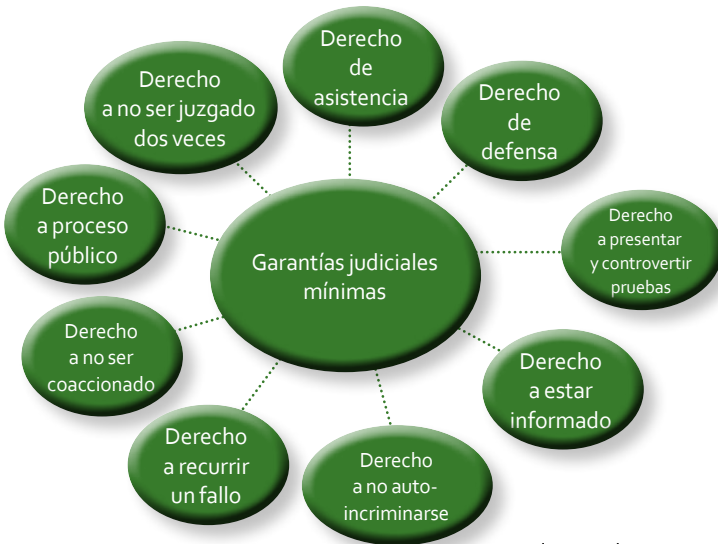 Derecho
de
asistencia
Derecho
a no ser juzgado
dos veces
Derecho
de
defensa
Derecho
a proceso
público
Derecho
a presentar
y controvertir
pruebas
Garantías judiciales
mínimas
Derecho
a no ser
coaccionado
Derecho
a estar
informado
Derecho
a recurrir
un fallo
Derecho
a no auto-
incriminarse